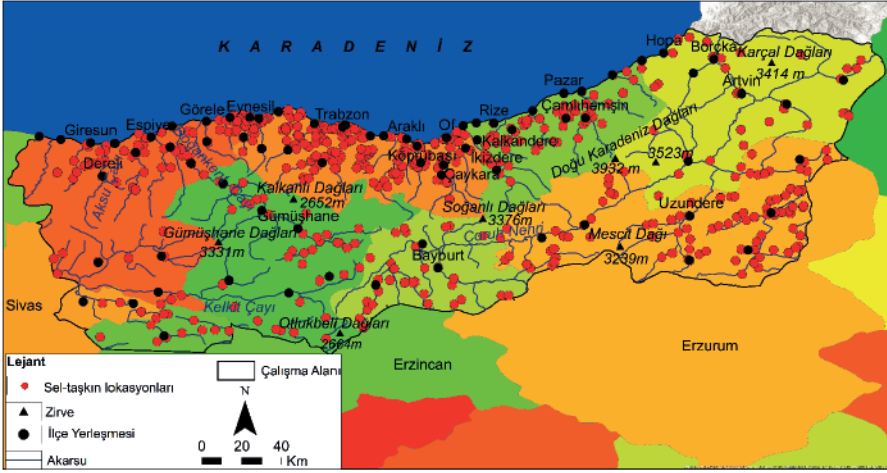 KARADENİZ
Hopa
Borçka
Karçal Dağları
3414 m
Artvin
Pazar
Çamlıhemşin
Rize
Of
Kalkandere
İkizdere
Araklı
Köprübaşı
Çaykara
Trabzon
Görele
Eynesil
Espiye
Giresun
Dereli
Aksu
Doğu Karadeniz Dağları
3932 m
3523m
Kalkanlı Dağları
2652m
Gümüşhane
Gümüşhane Dağları
3331m
Soğanlı Dağları
3376m
Çoruh Nehri
Uzundere
Mescit Dağı
3239m
Bayburt
Sivas
Kelkit Çayı
Otlukbeli Dağları
Erzincan
Erzurum
Lejant
Sel-taşkın lokasyonları
Zirve
İlçe Yerleşmesi
Akarsu
Çalışma Alanı
N
0 20 40
Km